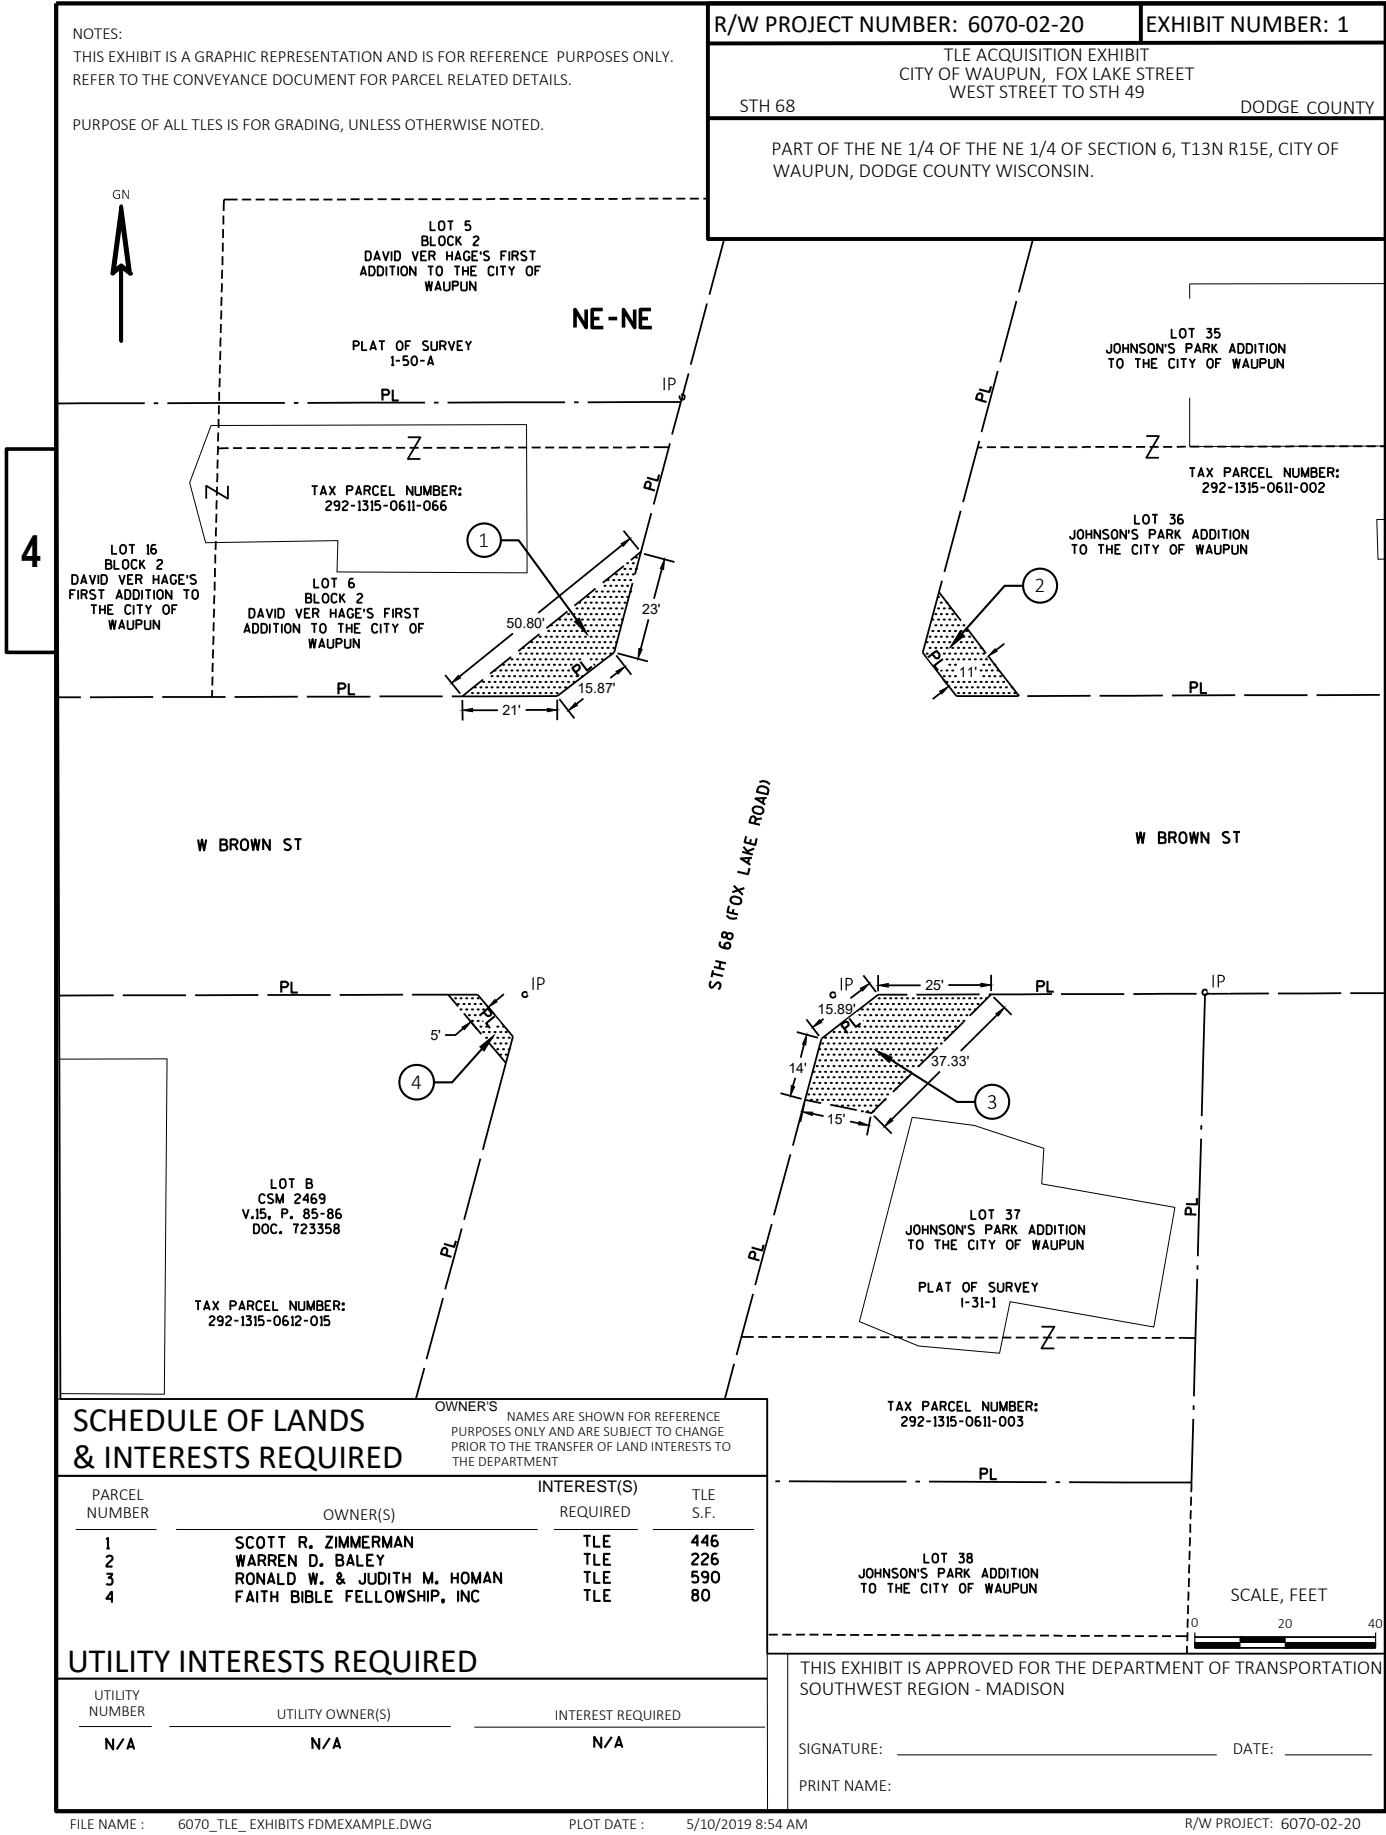 NOTES:
THIS EXHIBIT IS A GRAPHIC REPRESENTATION AND IS FOR REFERENCE PURPOSES ONLY.
REFER TO THE CONVEYANCE DOCUMENT FOR PARCEL RELATED DETAILS.
PURPOSE OF ALL TLES IS FOR GRADING, UNLESS OTHERWISE NOTED.
R/W PROJECT NUMBER: 6070-02-20
EXHIBIT NUMBER: 1
TLE ACQUISITION EXHIBIT
CITY OF WAUPUN, FOX LAKE STREET
WEST STREET TO STH 49
STH 68
DODGE COUNTY
PART OF THE NE 1/4 OF THE NE 1/4 OF SECTION 6, T13N R15E, CITY OF
WAUPUN, DODGE COUNTY WISCONSIN.
GN
LOT 5
BLOCK 2
DAVID VER HAGE'S FIRST
ADDITION TO THE CITY OF
WAUPUN
NE-NE
PLAT OF SURVEY
1-50-A
IP
PL
PL
LOT 35
JOHNSON'S PARK ADDITION
TO THE CITY OF WAUPUN
Z
Z
Z
PL
TAX PARCEL NUMBER:
292-1315-0611-066
TAX PARCEL NUMBER:
292-1315-0611-002
LOT 36
JOHNSON'S PARK ADDITION
TO THE CITY OF WAUPUN
4
LOT 16
BLOCK 2
DAVID VER HAGE'S
FIRST ADDITION TO
THE CITY OF
WAUPUN
LOT 6
BLOCK 2
DAVID VER HAGE'S FIRST
ADDITION TO THE CITY OF
WAUPUN
1
50.80'
23'
PL
15.87'
21'
PL
2
PL
11'
PL
W BROWN ST
STH 68 (FOX LAKE ROAD)
W BROWN ST
PL
IP
PL
5'
4
IP
25'
PL
IP
15.89'
PL
14'
37.33'
15'
3
LOT B
CSM 2469
V.15, P. 85-86
DOC. 723358
PL
PL
PL
TAX PARCEL NUMBER:
292-1315-0612-015
LOT 37
JOHNSON'S PARK ADDITION
TO THE CITY OF WAUPUN
PLAT OF SURVEY
1-31-1
Z
TAX PARCEL NUMBER:
292-1315-0611-003
PL
LOT 38
JOHNSON'S PARK ADDITION
TO THE CITY OF WAUPUN
SCALE, FEET
0 20 40
SCHEDULE OF LANDS
& INTERESTS REQUIRED
OWNER'S NAMES ARE SHOWN FOR REFERENCE
PURPOSES ONLY AND ARE SUBJECT TO CHANGE
PRIOR TO THE TRANSFER OF LAND INTERESTS TO
THE DEPARTMENT
PARCEL NUMBER OWNER(S) INTEREST(S) REQUIRED TLE S.F.
1 SCOTT R. ZIMMERMAN TLE 446
2 WARREN D. BALEY TLE 226
3 RONALD W. & JUDITH M. HOMAN TLE 590
4 FAITH BIBLE FELLOWSHIP, INC TLE 80
UTILITY INTERESTS REQUIRED
UTILITY NUMBER UTILITY OWNER(S) INTEREST REQUIRED
N/A N/A N/A
THIS EXHIBIT IS APPROVED FOR THE DEPARTMENT OF TRANSPORTATION
SOUTHWEST REGION - MADISON
SIGNATURE: DATE:
PRINT NAME:
FILE NAME : 6070_TLE_ EXHIBITS FDMEXAMPLE.DWG PLOT DATE : 5/10/2019 8:54 AM R/W PROJECT: 6070-02-20